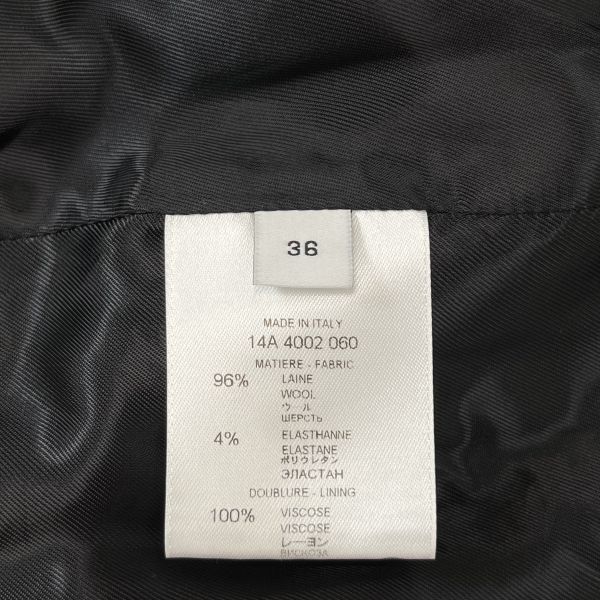 36
MADE IN ITALY
14A 4002 060
MATIERE - FABRIC
96% LAINE
WOOL
ウール
ШЕРСТЬ
4% ELASTHANNE
ELASTANE
ポリウレタン
ЭЛАСТАН
DOUBLURE - LINING
100% VISCOSE
VISCOSE
レーヨン
ВИСКОЗА